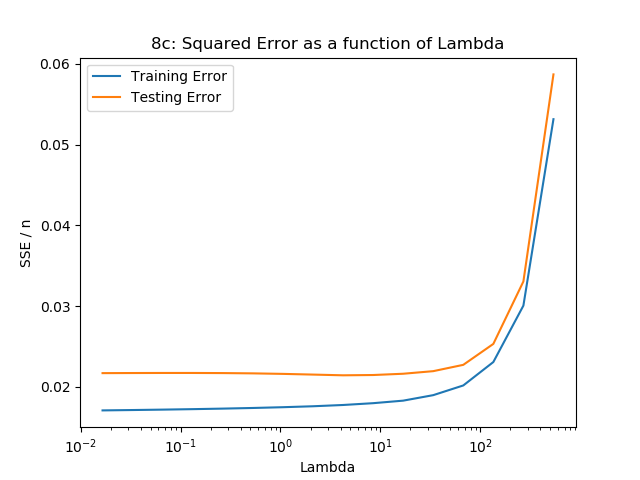 8c: Squared Error as a function of Lambda
Training Error
Testing Error
0.06
0.05
0.04
0.03
0.02
SSE / n
10⁻²
10⁻¹
10⁰
10¹
10²
Lambda